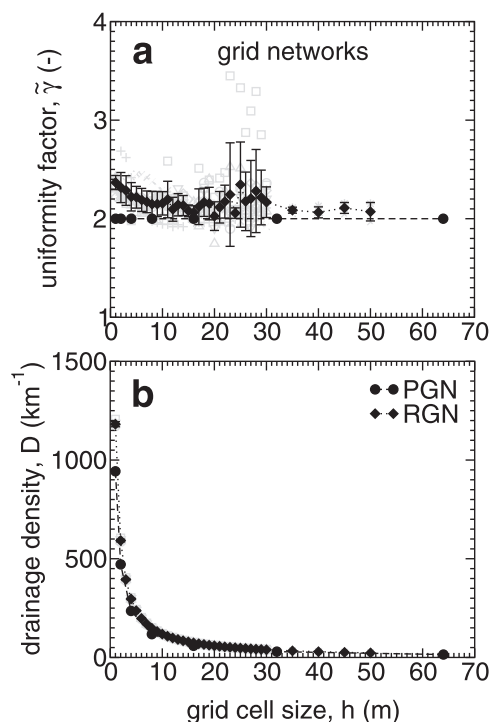 4
a grid networks
3
uniformity factor, γ̃ (-)
2
1
0 10 20 30 40 50 60 70
1500
b
PGN
RGN
1000
drainage density, D (km⁻¹)
500
0
0 10 20 30 40 50 60 70
grid cell size, h (m)